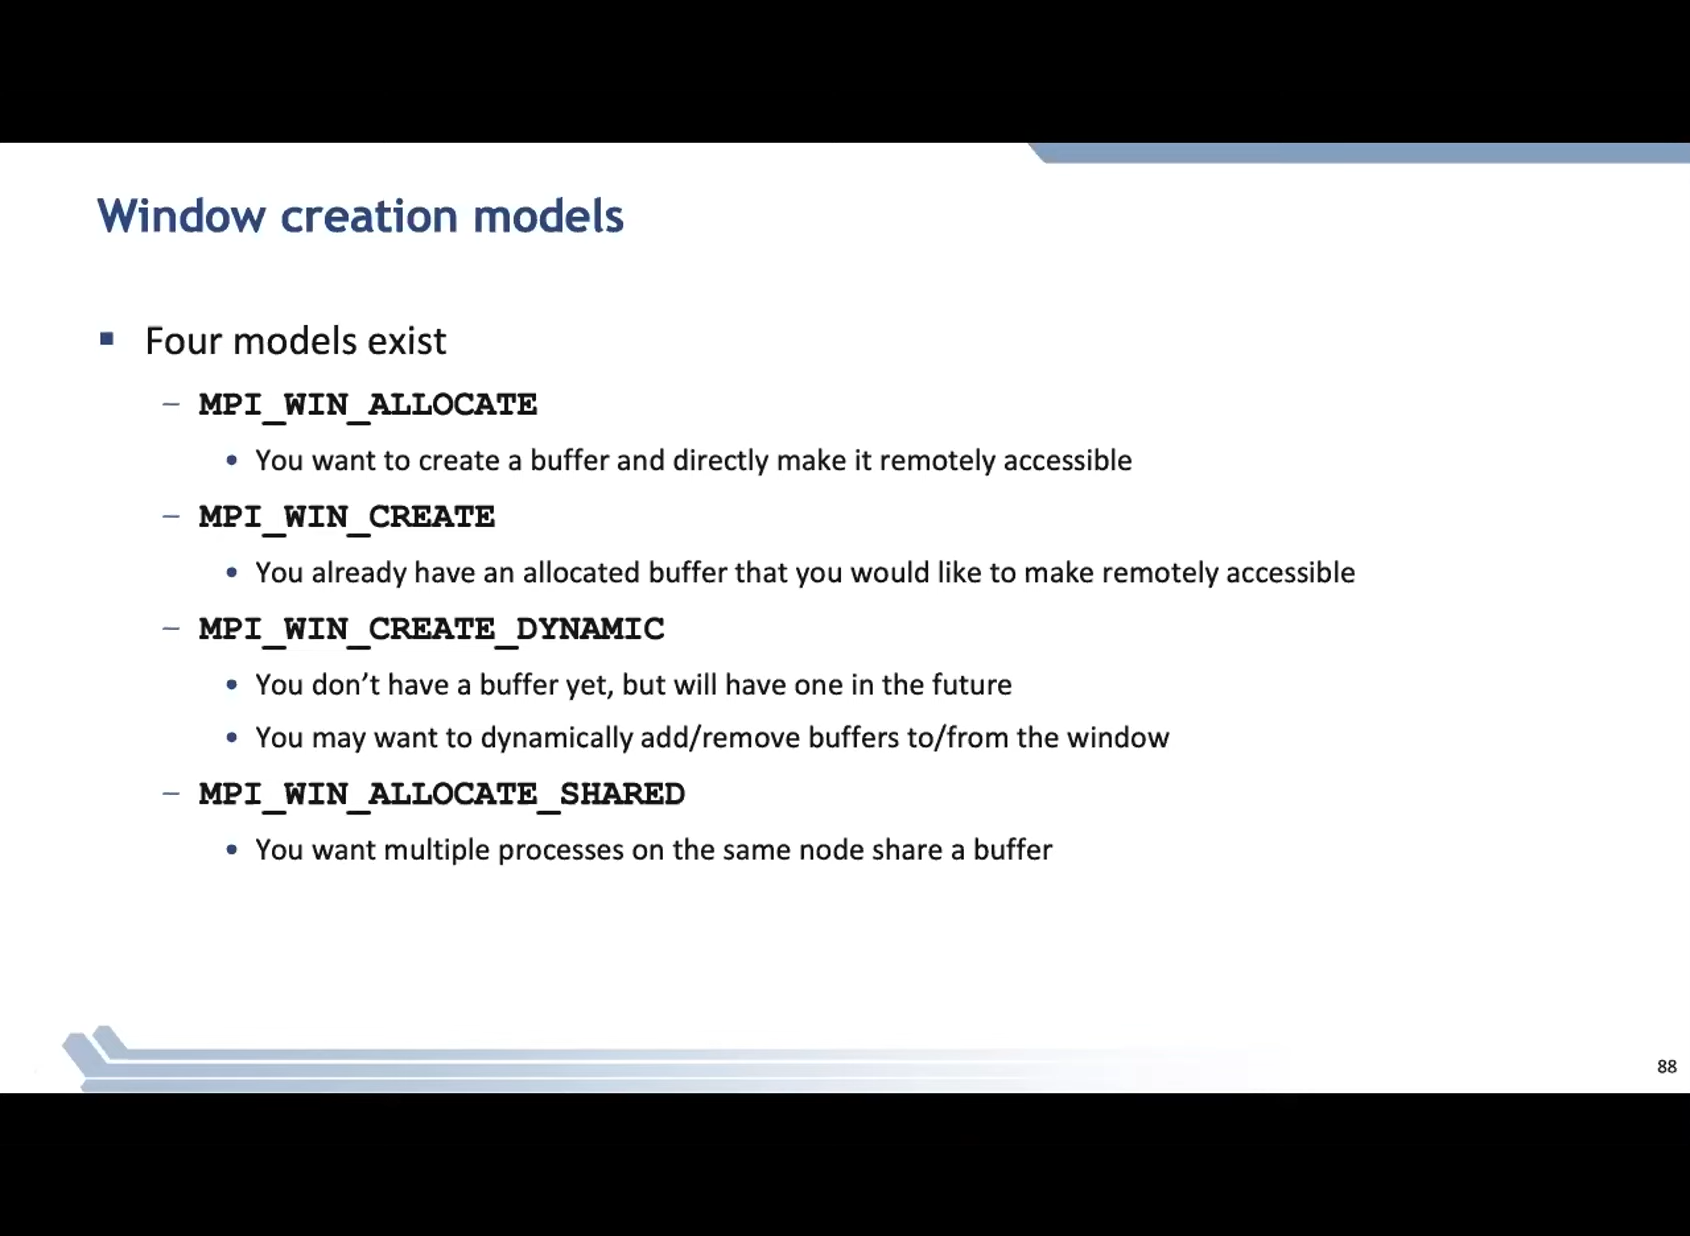 Window creation models
▪ Four models exist
– MPI_WIN_ALLOCATE
• You want to create a buffer and directly make it remotely accessible
– MPI_WIN_CREATE
• You already have an allocated buffer that you would like to make remotely accessible
– MPI_WIN_CREATE_DYNAMIC
• You don’t have a buffer yet, but will have one in the future
• You may want to dynamically add/remove buffers to/from the window
– MPI_WIN_ALLOCATE_SHARED
• You want multiple processes on the same node share a buffer
88